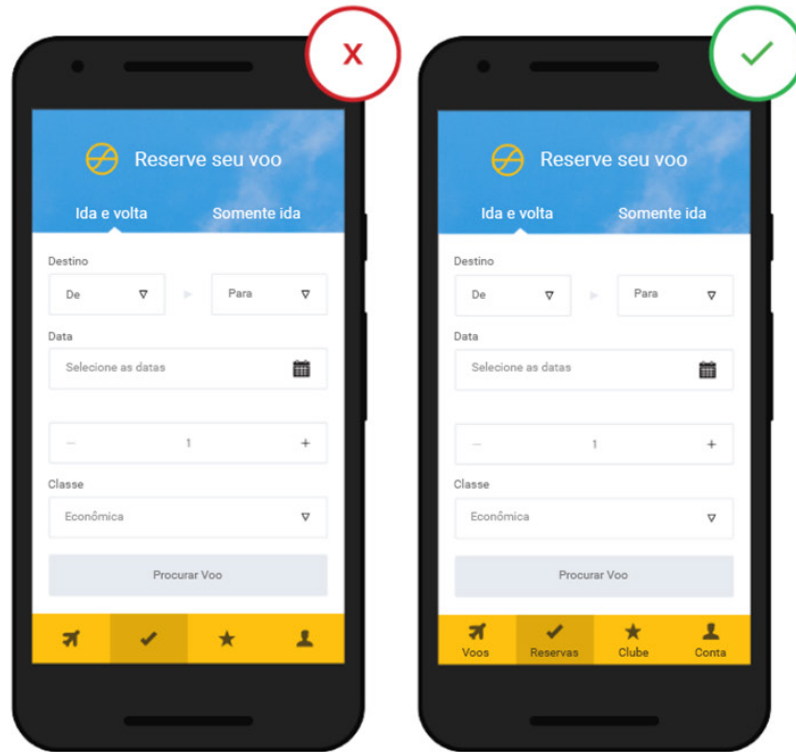 X
Reserve seu voo
Ida e volta Somente ida
Destino
De Para
Data
Selecione as datas
1
Classe
Econômica
Procurar Voo
Reserve seu voo
Ida e volta Somente ida
Destino
De Para
Data
Selecione as datas
1
Classe
Econômica
Procurar Voo
Voos Reservas Clube Conta